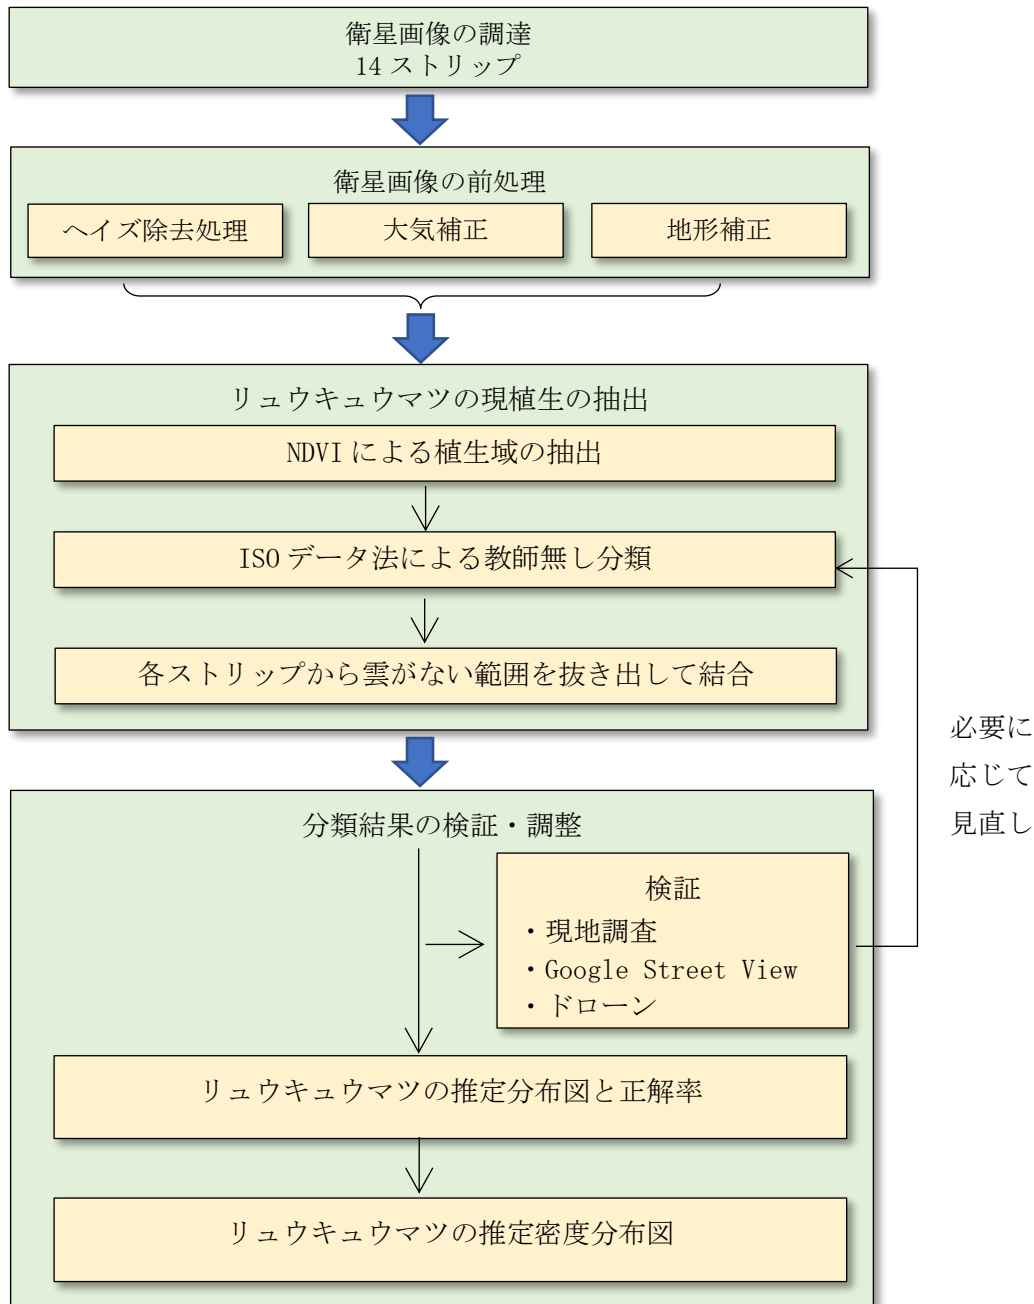 衛星画像の調達
14 ストリップ
衛星画像の前処理
ヘイズ除去処理
大気補正
地形補正
リュウキュウマツの現植生の抽出
NDVI による植生域の抽出
ISO データ法による教師無し分類
各ストリップから雲がない範囲を抜き出して結合
必要に
応じて
見直し
分類結果の検証・調整
検証
・現地調査
・Google Street View
・ドローン
リュウキュウマツの推定分布図と正解率
リュウキュウマツの推定密度分布図